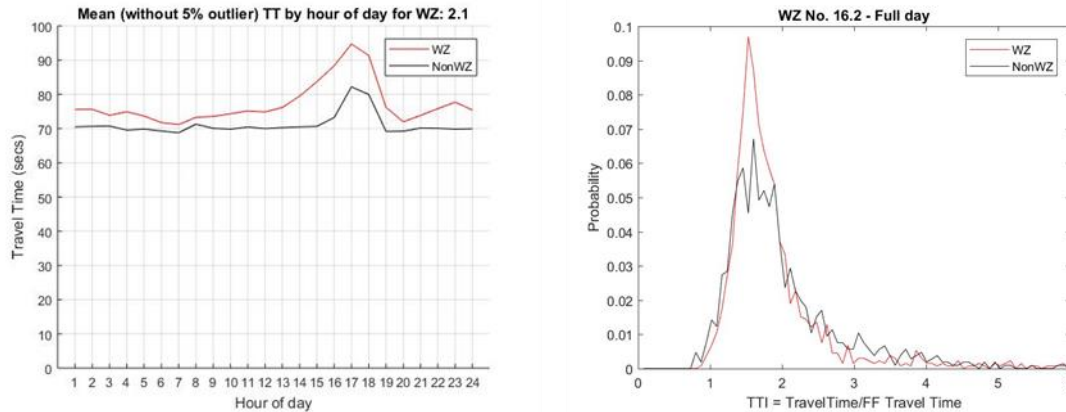 Mean (without 5% outlier) TT by hour of day for WZ: 2.1
100
90
80
70
60
50
40
30
20
10
0
Travel Time (secs)
WZ
NonWZ
1 2 3 4 5 6 7 8 9 10 11 12 13 14 15 16 17 18 19 20 21 22 23 24
Hour of day
WZ No. 16.2 - Full day
0.1
0.09
0.08
0.07
0.06
0.05
0.04
0.03
0.02
0.01
0
Probability
WZ
NonWZ
0 1 2 3 4 5 6
TTI = TravelTime/FF Travel Time